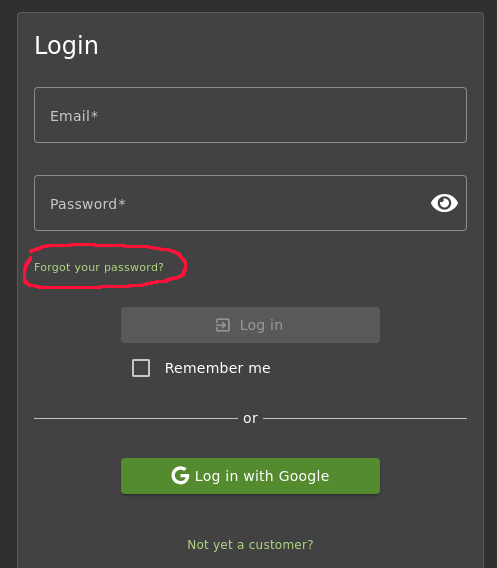 Login
Email*
Password*
Forgot your password?
Log in
Remember me
or
Log in with Google
Not yet a customer?